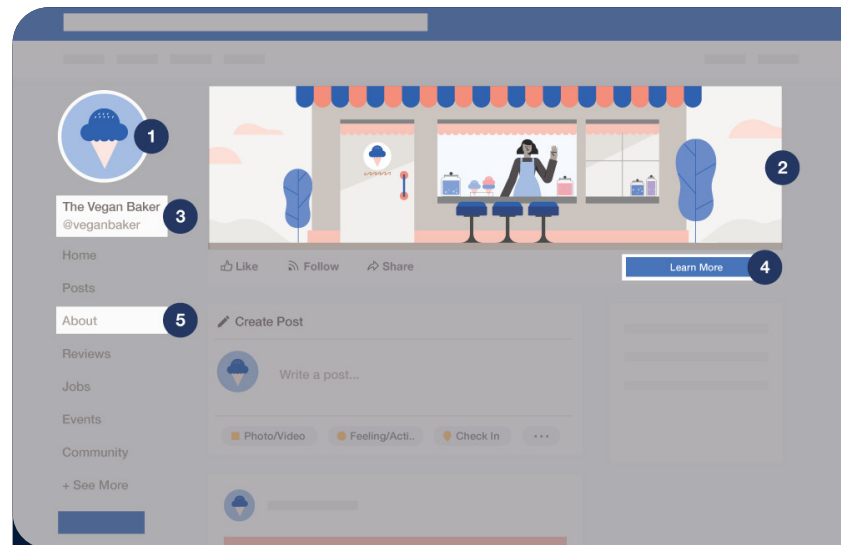 1
2
The Vegan Baker
@veganbaker
3
Home
Posts
About
5
Reviews
Jobs
Events
Community
+ See More
Like Follow Share
Learn More
4
Create Post
Write a post...
Photo/Video Feeling/Acti.. Check In ...